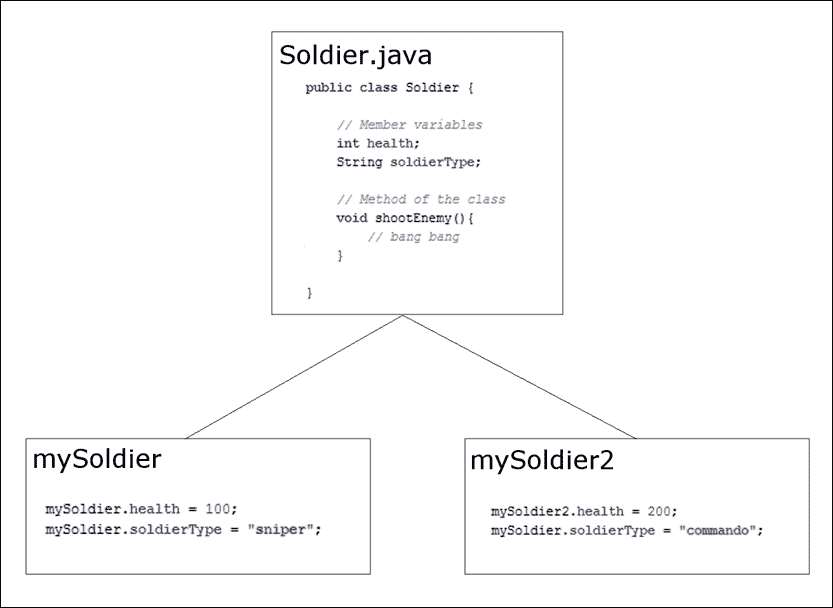 Soldier.java
public class Soldier {
// Member variables
int health;
String soldierType;
// Method of the class
void shootEnemy(){
// bang bang
}
}
mySoldier
mySoldier.health = 100;
mySoldier.soldierType = "sniper";
mySoldier2
mySoldier2.health = 200;
mySoldier.soldierType = "commando";